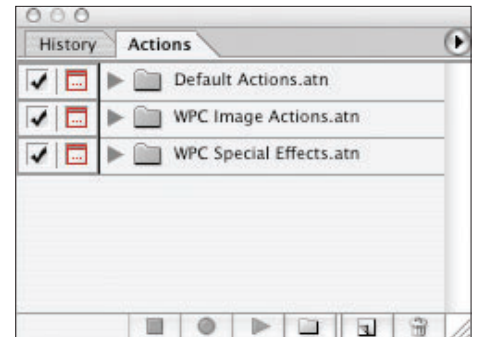 History Actions
Default Actions.atn
WPC Image Actions.atn
WPC Special Effects.atn